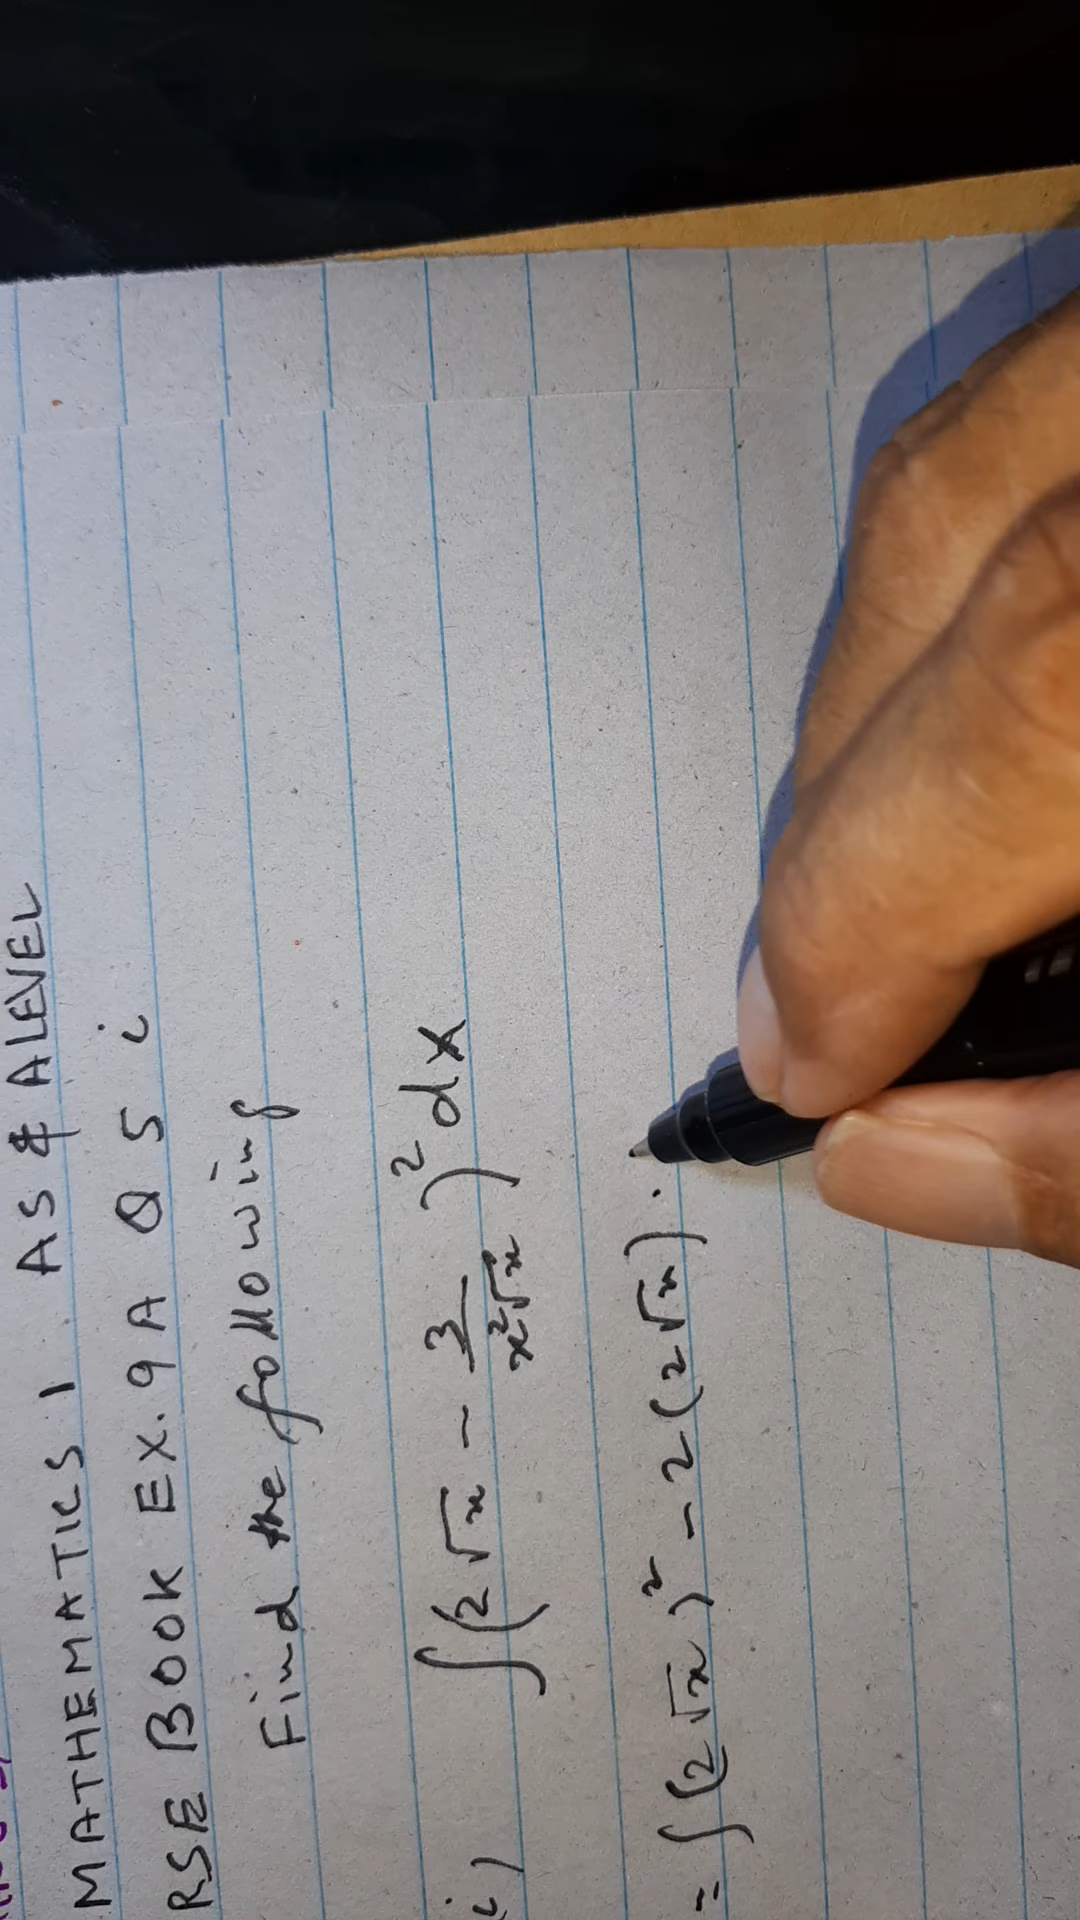 MATHEMATICS 1 AS & A LEVEL
RSE BOOK EX. 9A Q 5 i
Find the following
i) ∫(2√x - 3/x²√x)² dx
= ∫(2√x)² - 2(2√x).